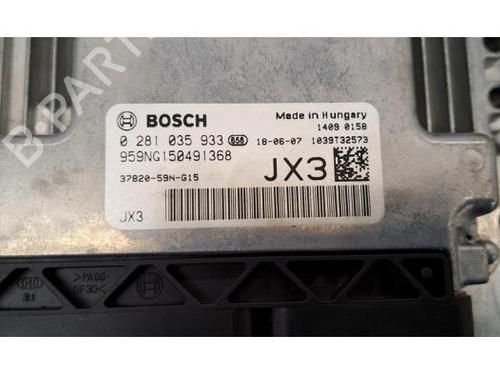 B-PARTS
BOSCH
Made in Hungary
1409 0158
0 281 035 933 658 18-06-07 1039T32573
959NG150491368
JX3
37820-59N-G15
JX3
>PA66-
GF30<